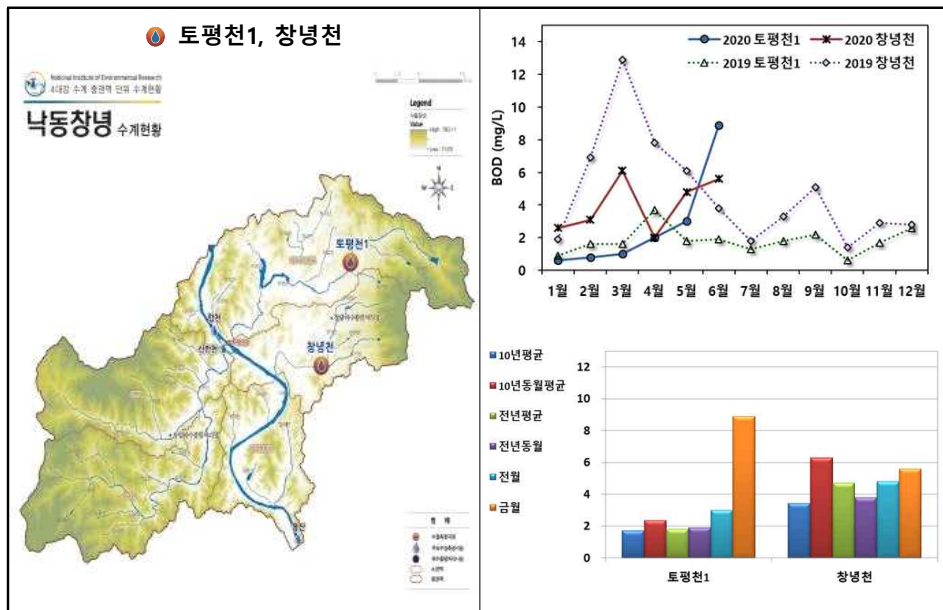 토평천1, 창녕천
National Institute of Environmental Research
4대강 수계 중권역 단위 수계현황
낙동창녕 수계현황
Legend
Value
N
W
E
S
토평천1
창녕천
합천
범 례
2020 토평천1
2020 창녕천
2019 토평천1
2019 창녕천
BOD (mg/L)
14
12
10
8
6
4
2
0
1월 2월 3월 4월 5월 6월 7월 8월 9월 10월 11월 12월
10년평균
10년동월평균
전년평균
전년동월
전월
금월
12
10
8
6
4
2
0
토평천1
창녕천